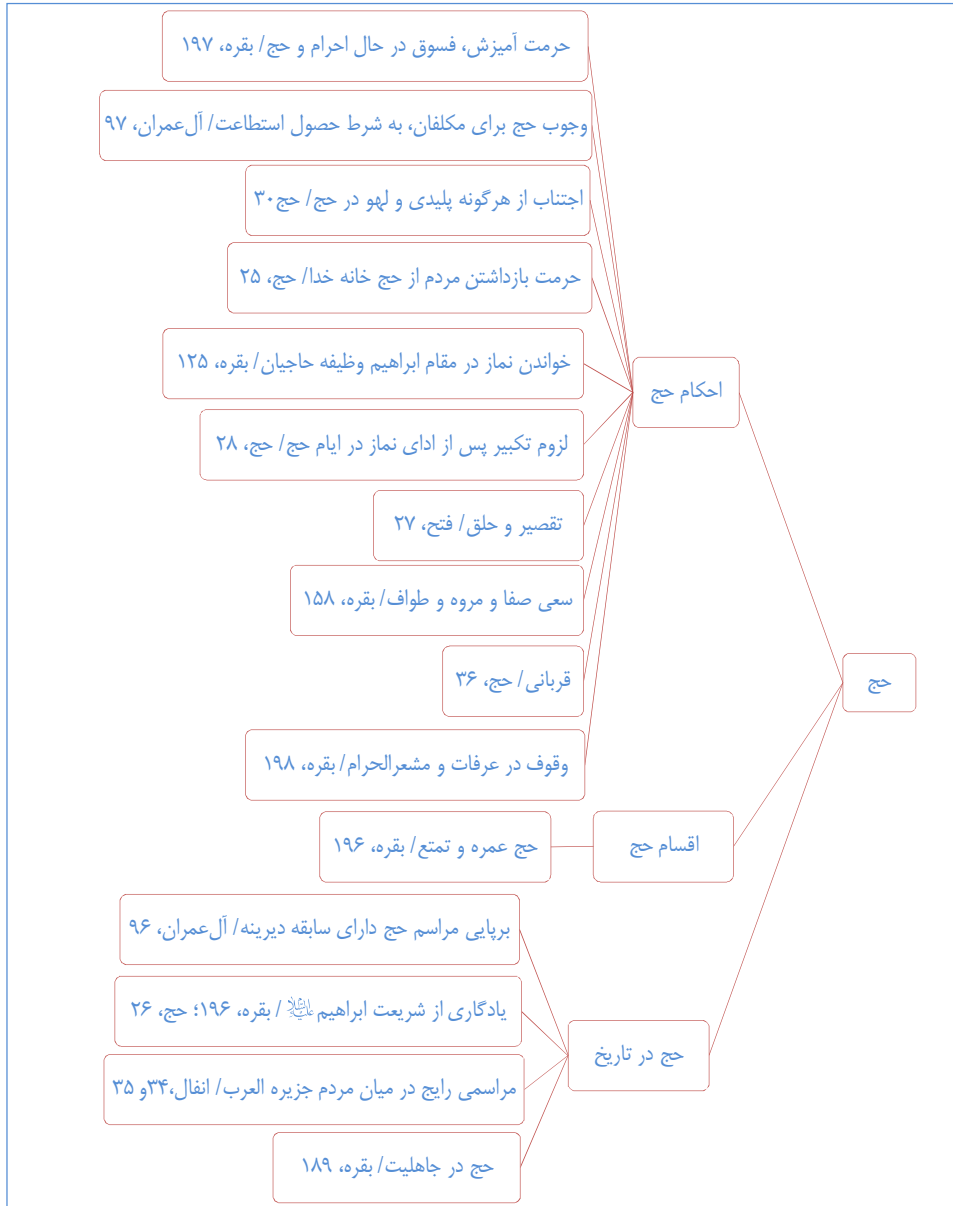 حج
احکام حج
حرمت آمیزش، فسوق در حال احرام و حج/ بقره، ۱۹۷
وجوب حج برای مکلفان، به شرط حصول استطاعت/ آل‌عمران، ۹۷
اجتناب از هرگونه پلیدی و لهو در حج/ حج۳۰
حرمت بازداشتن مردم از حج خانه خدا/ حج، ۲۵
خواندن نماز در مقام ابراهیم وظیفه حاجیان/ بقره، ۱۲۵
لزوم تکبیر پس از ادای نماز در ایام حج/ حج، ۲۸
تقصیر و حلق/ فتح، ۲۷
سعی صفا و مروه و طواف/ بقره، ۱۵۸
قربانی/ حج، ۳۶
وقوف در عرفات و مشعرالحرام/ بقره، ۱۹۸
اقسام حج
حج عمره و تمتع/ بقره، ۱۹۶
حج در تاریخ
برپایی مراسم حج دارای سابقه دیرینه/ آل‌عمران، ۹۶
یادگاری از شریعت ابراهیم علیه‌السلام / بقره، ۱۹۶؛ حج، ۲۶
مراسمی رایج در میان مردم جزیره العرب/ انفال،۳۴و ۳۵
حج در جاهلیت/ بقره، ۱۸۹